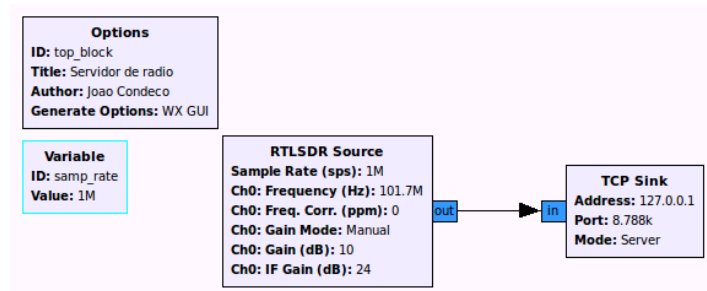 Options
ID: top_block
Title: Servidor de radio
Author: Joao Condeco
Generate Options: WX GUI
Variable
ID: samp_rate
Value: 1M
RTLSDR Source
Sample Rate (sps): 1M
Ch0: Frequency (Hz): 101.7M
Ch0: Freq. Corr. (ppm): 0
Ch0: Gain Mode: Manual
Ch0: Gain (dB): 10
Ch0: IF Gain (dB): 24
out
in
TCP Sink
Address: 127.0.0.1
Port: 8.788k
Mode: Server